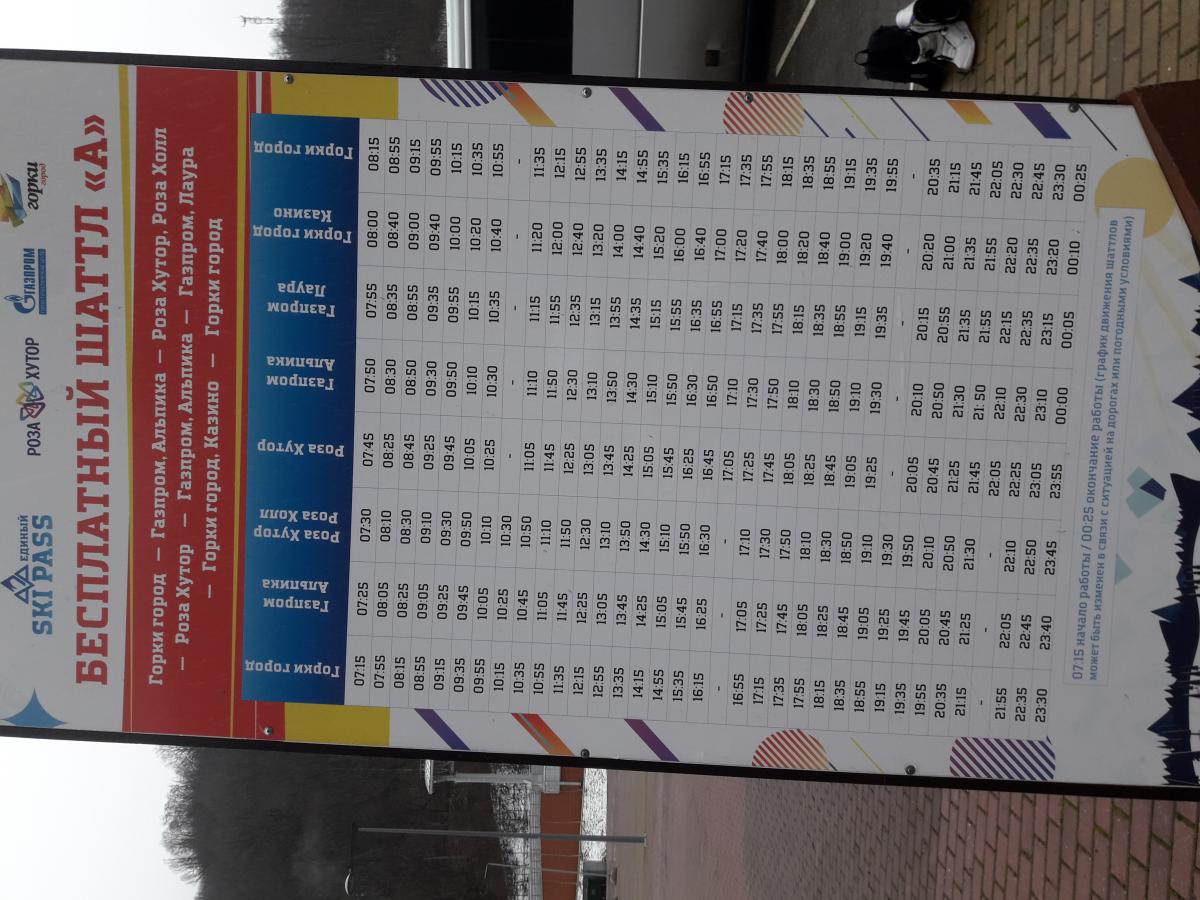 ЕДИНЫЙ SKI PASS РОЗА ХУТОР ГАЗПРОМ горки город
БЕСПЛАТНЫЙ ШАТТЛ «А»
Горки город — Газпром, Альпика — Роза Хутор, Роза Холл
— Роза Хутор — Газпром, Альпика — Газпром, Лаура
— Горки город, Казино — Горки город
Горки город Газпром Альпика Роза Хутор Роза Холл Роза Хутор Газпром Альпика Газпром Лаура Горки город Казино Горки город
07:15 07:25 07:30 07:45 07:50 07:55 08:00 08:15
07:55 08:05 08:10 08:25 08:30 08:35 08:40 08:55
08:15 08:25 08:30 08:45 08:50 08:55 09:00 09:15
08:55 09:05 09:10 09:25 09:30 09:35 09:40 09:55
09:15 09:25 09:30 09:45 09:50 09:55 10:00 10:15
09:35 09:45 09:50 10:05 10:10 10:15 10:20 10:35
09:55 10:05 10:10 10:25 10:30 10:35 10:40 10:55
10:15 10:25 10:30 - - - - -
10:35 10:45 10:50 11:05 11:10 11:15 11:20 11:35
10:55 11:05 11:10 11:45 11:50 11:55 12:00 12:15
11:35 11:45 11:50 12:25 12:30 12:35 12:40 12:55
12:15 12:25 12:30 13:05 13:10 13:15 13:20 13:35
12:55 13:05 13:10 13:45 13:50 13:55 14:00 14:15
13:35 13:45 13:50 14:25 14:30 14:35 14:40 14:55
14:15 14:25 14:30 15:05 15:10 15:15 15:20 15:35
14:55 15:05 15:10 15:45 15:50 15:55 16:00 16:15
15:35 15:45 15:50 16:25 16:30 16:35 16:40 16:55
16:15 16:25 16:30 16:45 16:50 16:55 17:00 17:15
- - - 17:05 17:10 17:15 17:20 17:35
16:55 17:05 17:10 17:25 17:30 17:35 17:40 17:55
17:15 17:25 17:30 17:45 17:50 17:55 18:00 18:15
17:35 17:45 17:50 18:05 18:10 18:15 18:20 18:35
17:55 18:05 18:10 18:25 18:30 18:35 18:40 18:55
18:15 18:25 18:30 18:45 18:50 18:55 19:00 19:15
18:35 18:45 18:50 19:05 19:10 19:15 19:20 19:35
18:55 19:05 19:10 19:25 19:30 19:35 19:40 19:55
19:15 19:25 19:30 - - - - -
19:35 19:45 19:50 20:05 20:10 20:15 20:20 20:35
19:55 20:05 20:10 20:45 20:50 20:55 21:00 21:15
20:35 20:45 20:50 21:25 21:30 21:35 21:35 21:45
21:15 21:25 21:30 21:45 21:50 21:55 21:55 22:05
- - - 22:05 22:10 22:15 22:20 22:30
21:55 22:05 22:10 22:25 22:30 22:35 22:35 22:45
22:35 22:45 22:50 23:05 23:10 23:15 23:20 23:30
23:30 23:40 23:45 23:55 00:00 00:05 00:10 00:25
07:15 начало работы / 00:25 окончание работы (график движения шаттлов
может быть изменен в связи с ситуацией на дорогах или погодными условиями)